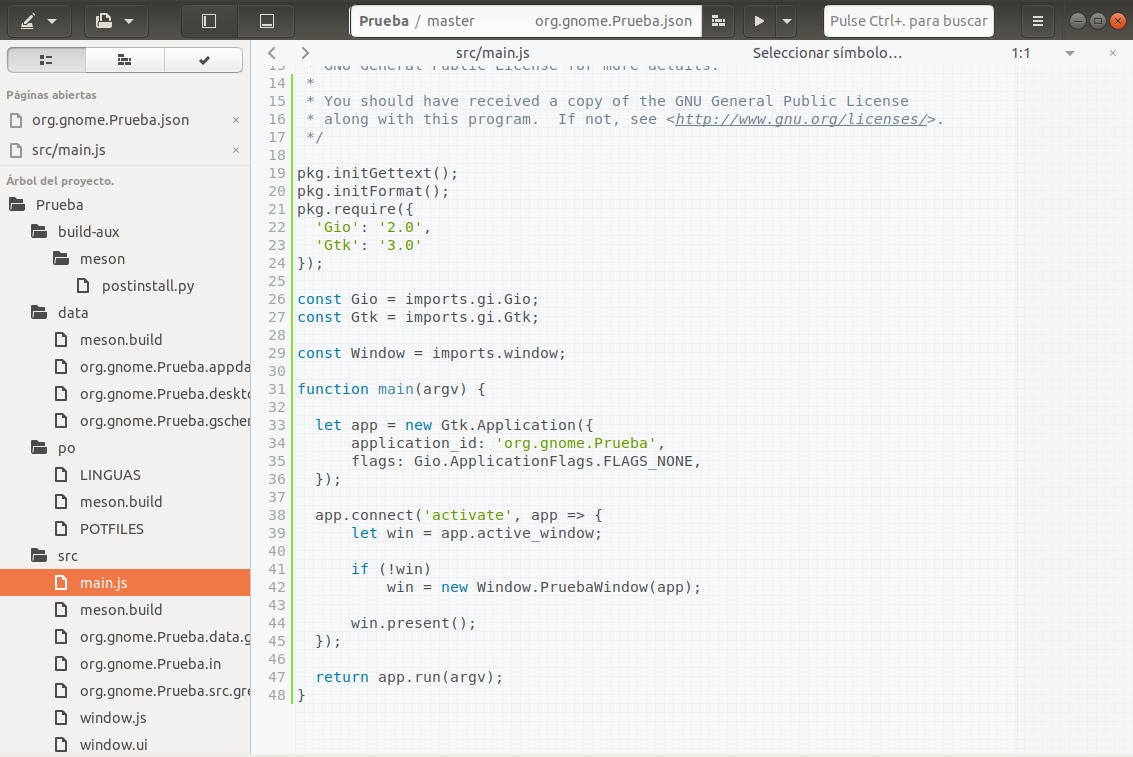 Prueba / master org.gnome.Prueba.json
Pulse Ctrl+. para buscar
src/main.js Seleccionar símbolo... 1:1
Páginas abiertas
org.gnome.Prueba.json
src/main.js
Árbol del proyecto.
Prueba
build-aux
meson
postinstall.py
data
meson.build
org.gnome.Prueba.appda
org.gnome.Prueba.deskto
org.gnome.Prueba.gscher
po
LINGUAS
meson.build
POTFILES
src
main.js
meson.build
org.gnome.Prueba.data.g
org.gnome.Prueba.in
org.gnome.Prueba.src.gre
window.js
window.ui
13 * GNU General Public License for more details.
14 *
15 * You should have received a copy of the GNU General Public License
16 * along with this program.  If not, see <http://www.gnu.org/licenses/>.
17 */
18
19 pkg.initGettext();
20 pkg.initFormat();
21 pkg.require({
22   'Gio': '2.0',
23   'Gtk': '3.0'
24 });
25
26 const Gio = imports.gi.Gio;
27 const Gtk = imports.gi.Gtk;
28
29 const Window = imports.window;
30
31 function main(argv) {
32
33   let app = new Gtk.Application({
34       application_id: 'org.gnome.Prueba',
35       flags: Gio.ApplicationFlags.FLAGS_NONE,
36   });
37
38   app.connect('activate', app => {
39       let win = app.active_window;
40
41       if (!win)
42           win = new Window.PruebaWindow(app);
43
44       win.present();
45   });
46
47   return app.run(argv);
48 }